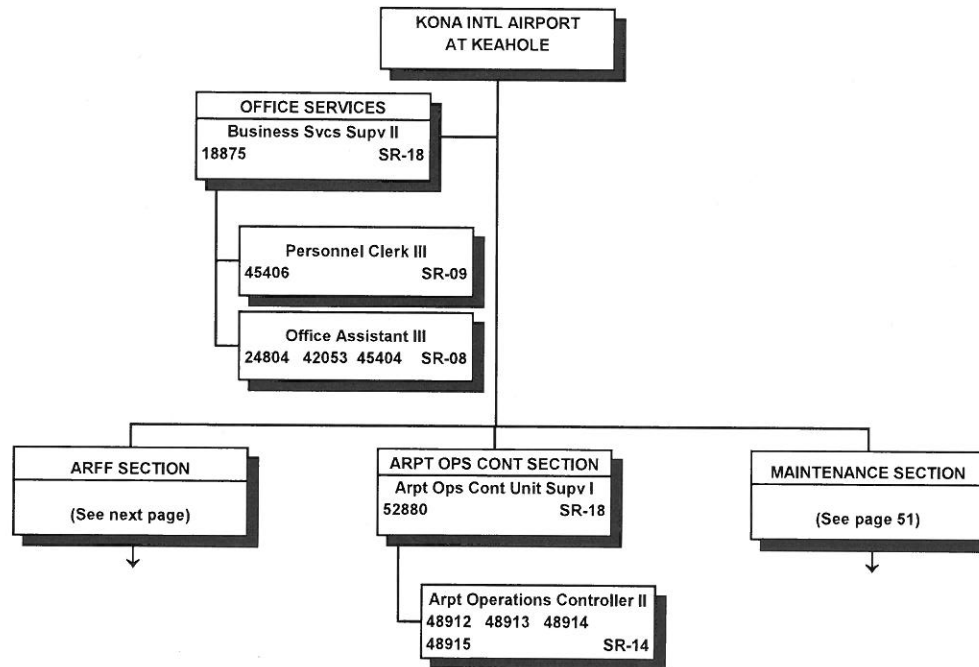 KONA INTL AIRPORT
AT KEAHOLE
OFFICE SERVICES
Business Svcs Supv II
18875 SR-18
Personnel Clerk III
45406 SR-09
Office Assistant III
24804 42053 45404 SR-08
ARFF SECTION
(See next page)
ARPT OPS CONT SECTION
Arpt Ops Cont Unit Supv I
52880 SR-18
Arpt Operations Controller II
48912 48913 48914
48915 SR-14
MAINTENANCE SECTION
(See page 51)